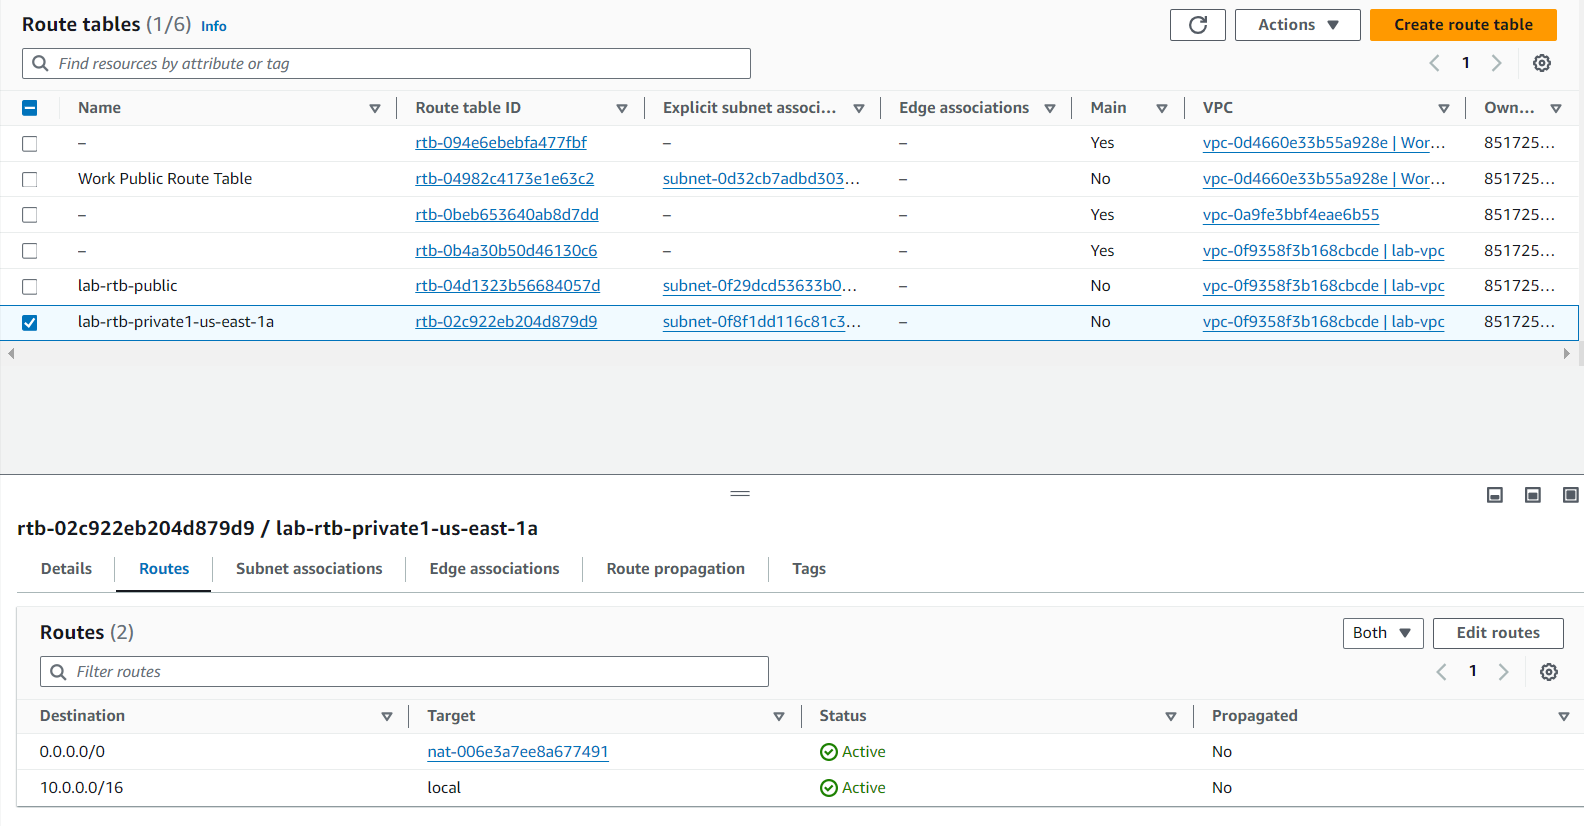 Route tables (1/6) Info
Actions Create route table
Find resources by attribute or tag
1
Name Route table ID Explicit subnet associ... Edge associations Main VPC Own...
– rtb-094e6ebebfa477fbf – – Yes vpc-0d4660e33b55a928e | Wor... 851725...
Work Public Route Table rtb-04982c4173e1e63c2 subnet-0d32cb7adbd303... – No vpc-0d4660e33b55a928e | Wor... 851725...
– rtb-0beb653640ab8d7dd – – Yes vpc-0a9fe3bbf4eae6b55 851725...
– rtb-0b4a30b50d46130c6 – – Yes vpc-0f9358f3b168cbcde | lab-vpc 851725...
lab-rtb-public rtb-04d1323b56684057d subnet-0f29dcd53633b0... – No vpc-0f9358f3b168cbcde | lab-vpc 851725...
lab-rtb-private1-us-east-1a rtb-02c922eb204d879d9 subnet-0f8f1dd116c81c3... – No vpc-0f9358f3b168cbcde | lab-vpc 851725...
rtb-02c922eb204d879d9 / lab-rtb-private1-us-east-1a
Details Routes Subnet associations Edge associations Route propagation Tags
Routes (2)
Both Edit routes
Filter routes
1
Destination Target Status Propagated
0.0.0.0/0 nat-006e3a7ee8a677491 Active No
10.0.0.0/16 local Active No